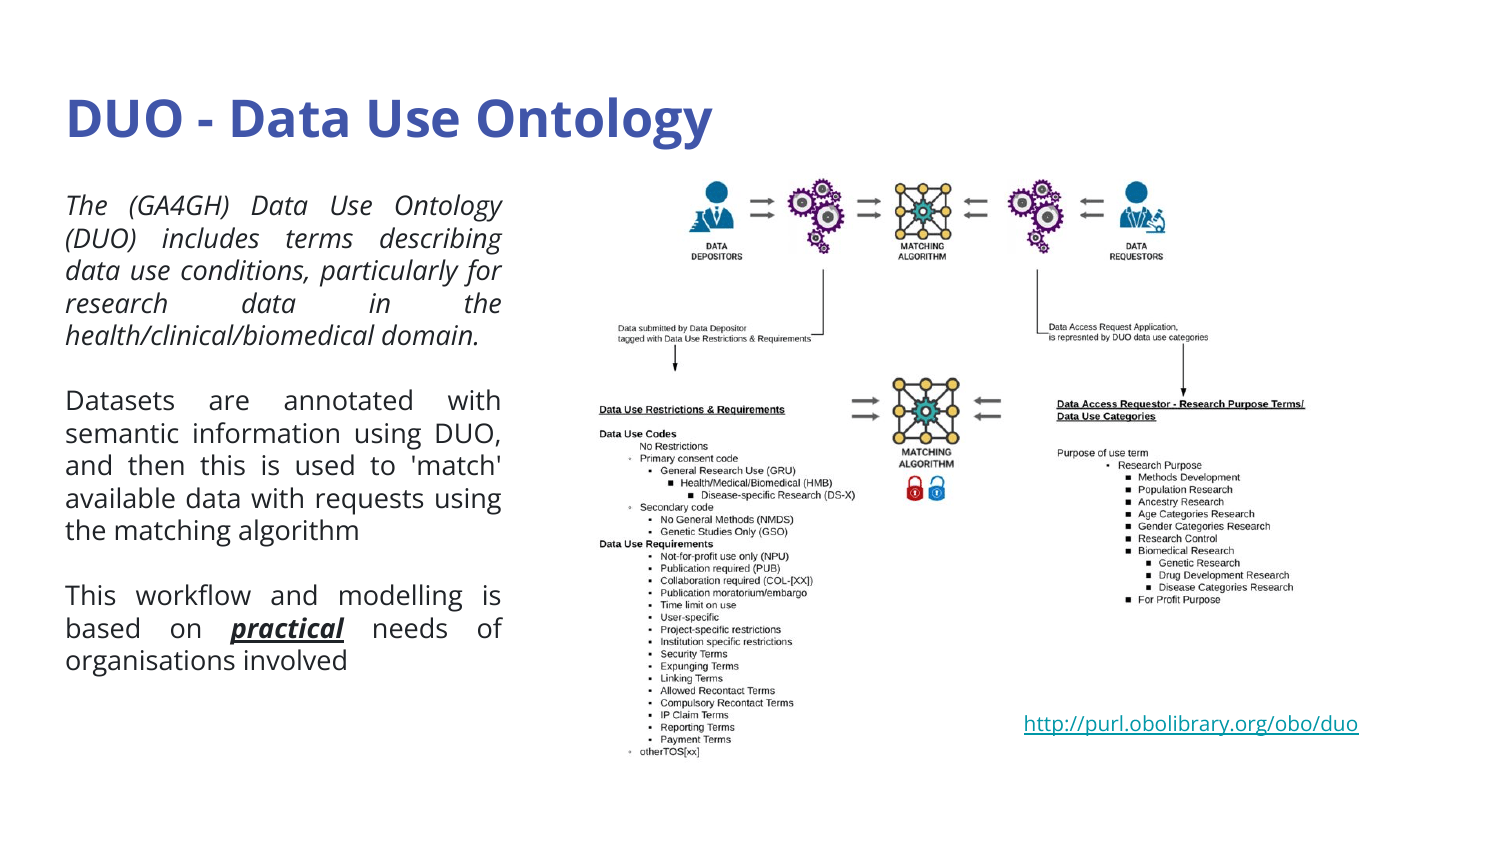 DUO - Data Use Ontology
The (GA4GH) Data Use Ontology
(DUO) includes terms describing
data use conditions, particularly for
research data in the
health/clinical/biomedical domain.
Datasets are annotated with
semantic information using DUO,
and then this is used to 'match'
available data with requests using
the matching algorithm
This workflow and modelling is
based on practical needs of
organisations involved
DATA
DEPOSITORS
MATCHING
ALGORITHM
DATA
REQUESTORS
Data submitted by Data Depositor
tagged with Data Use Restrictions & Requirements
Data Access Request Application,
is represnted by DUO data use categories
Data Use Restrictions & Requirements
Data Use Codes
No Restrictions
◦ Primary consent code
▪ General Research Use (GRU)
■ Health/Medical/Biomedical (HMB)
■ Disease-specific Research (DS-X)
◦ Secondary code
▪ No General Methods (NMDS)
▪ Genetic Studies Only (GSO)
Data Use Requirements
▪ Not-for-profit use only (NPU)
▪ Publication required (PUB)
▪ Collaboration required (COL-[XX])
▪ Publication moratorium/embargo
▪ Time limit on use
▪ User-specific
▪ Project-specific restrictions
▪ Institution specific restrictions
▪ Security Terms
▪ Expunging Terms
▪ Linking Terms
▪ Allowed Recontact Terms
▪ Compulsory Recontact Terms
▪ IP Claim Terms
▪ Reporting Terms
▪ Payment Terms
◦ otherTOS[xx]
MATCHING
ALGORITHM
Data Access Requestor - Research Purpose Terms/
Data Use Categories
Purpose of use term
▪ Research Purpose
■ Methods Development
■ Population Research
■ Ancestry Research
■ Age Categories Research
■ Gender Categories Research
■ Research Control
■ Biomedical Research
■ Genetic Research
■ Drug Development Research
■ Disease Categories Research
■ For Profit Purpose
http://purl.obolibrary.org/obo/duo